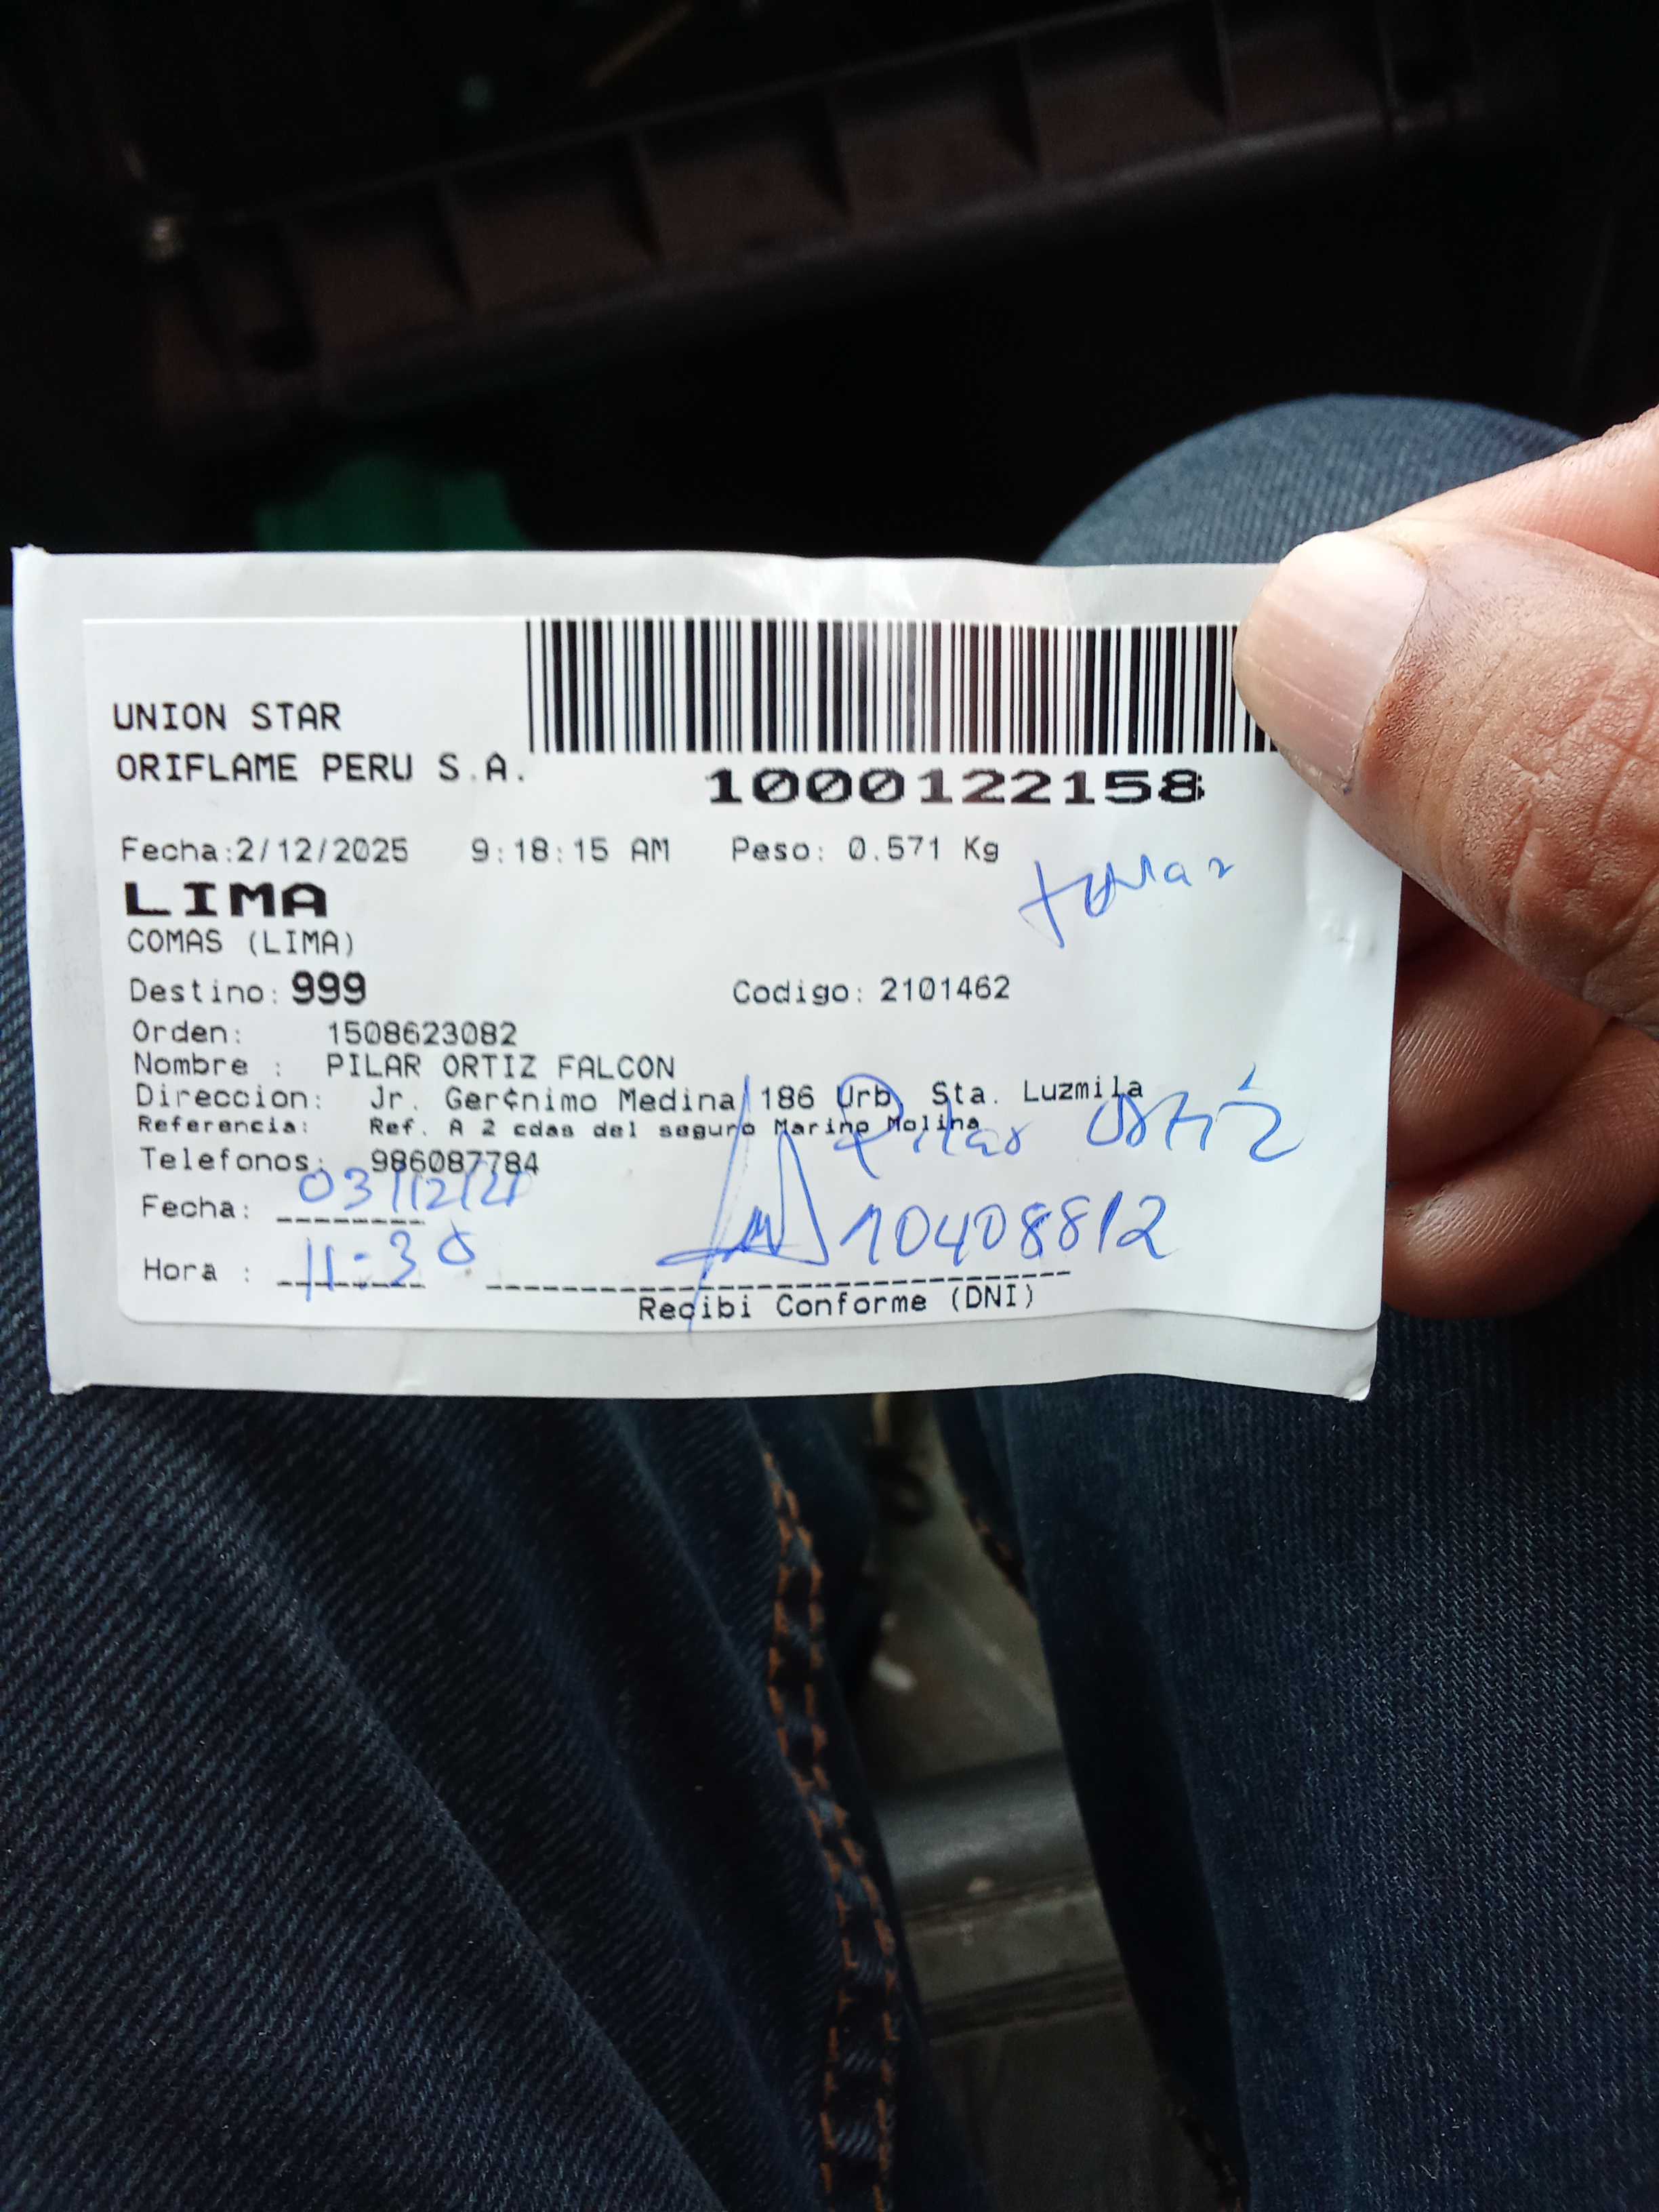 UNION STAR
ORIFLAME PERU S.A.
1000122158
Fecha:2/12/2025 9:18:15 AM Peso: 0.571 Kg
LIMA
COMAS (LIMA)
Destino: 999 Codigo: 2101462
Orden: 1508623082
Nombre : PILAR ORTIZ FALCON
Direccion: Jr. Ger¢nimo Medina 186 Urb. Sta. Luzmila
Referencia: Ref. A 2 cdas del seguro Marino Molina
Pilar Ortiz
Telefonos: 986087784
Fecha: 03/12/25
10408812
Hora : 11:30
Recibi Conforme (DNI)